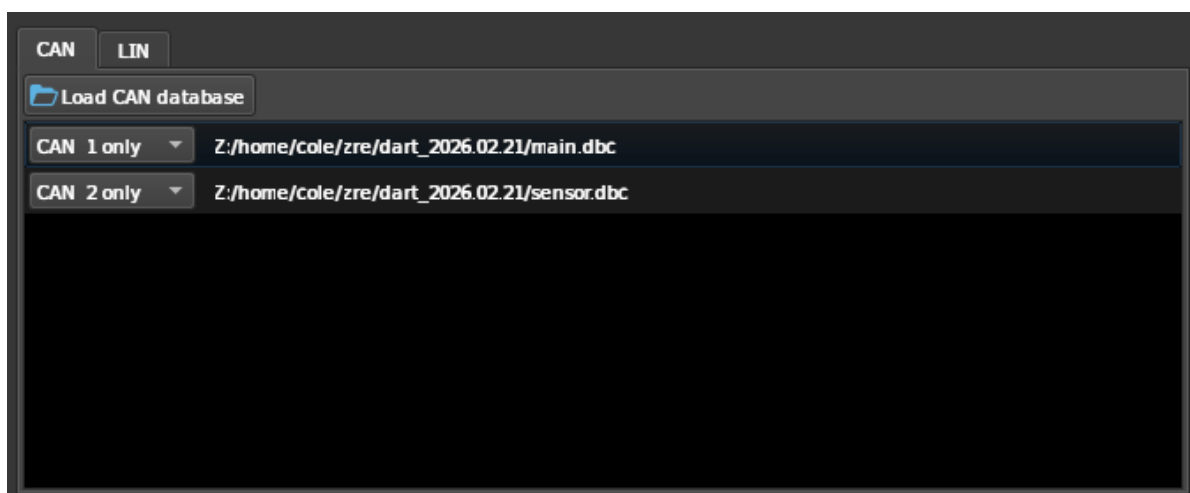 CAN LIN
Load CAN database
CAN 1 only Z:/home/cole/zre/dart_2026.02.21/main.dbc
CAN 2 only Z:/home/cole/zre/dart_2026.02.21/sensor.dbc